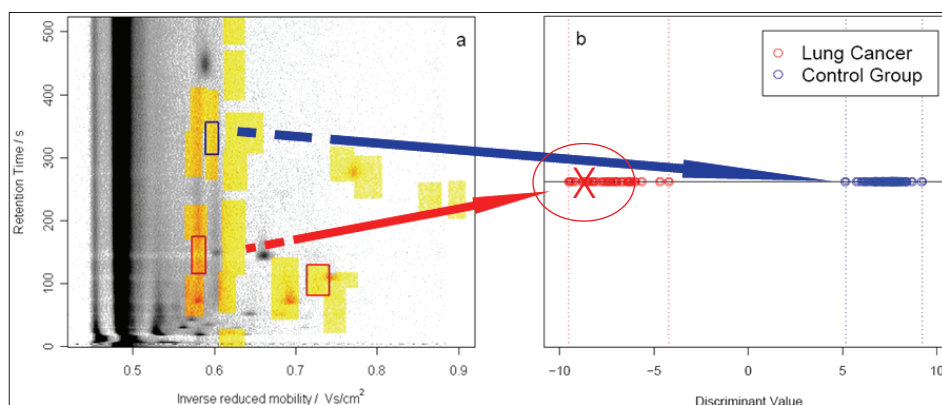 a
500
400
300
200
100
0
Retention Time / s
0.5 0.6 0.7 0.8 0.9
Inverse reduced mobility / Vs/cm²
b
Lung Cancer
Control Group
X
-10 -5 0 5 10
Discriminant Value